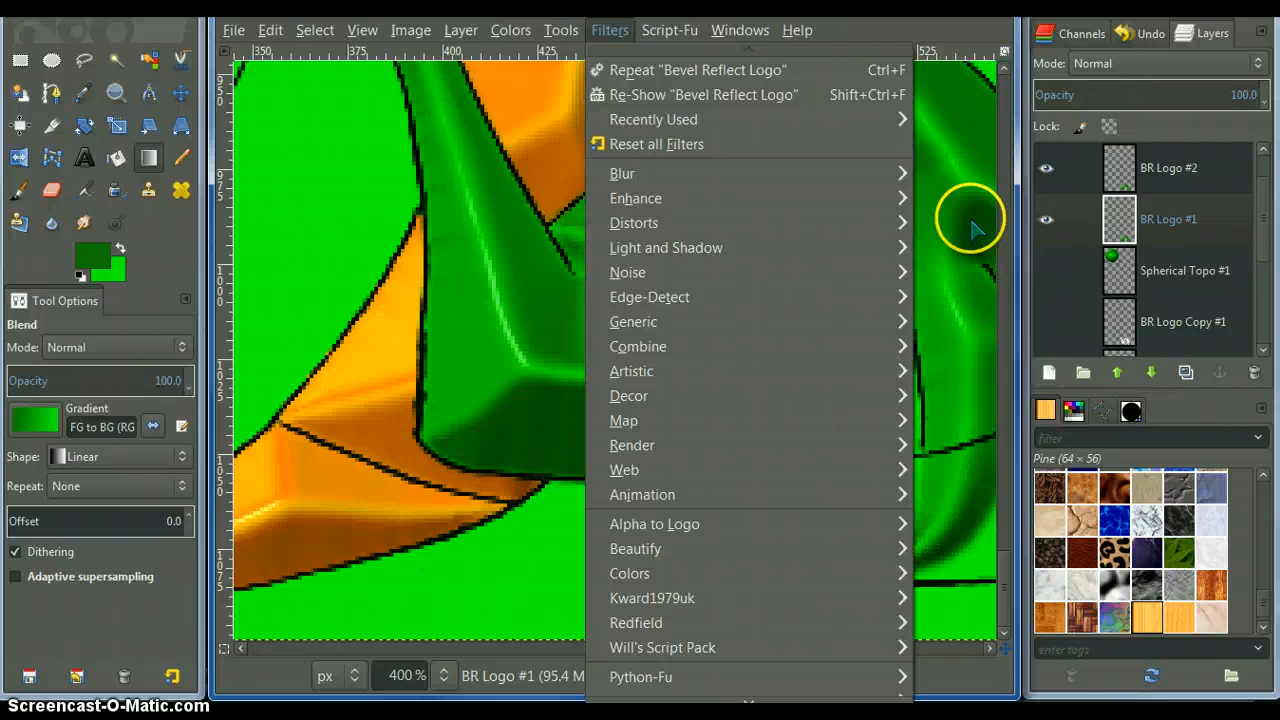 File Edit Select View Image Layer Colors Tools Filters Script-Fu Windows Help
350 375 400 425 525
Repeat "Bevel Reflect Logo" Ctrl+F
Re-Show "Bevel Reflect Logo" Shift+Ctrl+F
Recently Used
Reset all Filters
Blur
Enhance
Distorts
Light and Shadow
Noise
Edge-Detect
Generic
Combine
Artistic
Decor
Map
Render
Web
Animation
Alpha to Logo
Beautify
Colors
Kward1979uk
Redfield
Will's Script Pack
Python-Fu
Tool Options
Blend
Mode: Normal
Opacity 100.0
Gradient
FG to BG (RG
Shape: Linear
Repeat: None
Offset 0.0
Dithering
Adaptive supersampling
px 400 % BR Logo #1 (95.4 M
Channels Undo Layers
Mode: Normal
Opacity 100.0
Lock:
BR Logo #2
BR Logo #1
Spherical Topo #1
BR Logo Copy #1
filter
Pine (64 × 56)
enter tags
Screencast-O-Matic.com